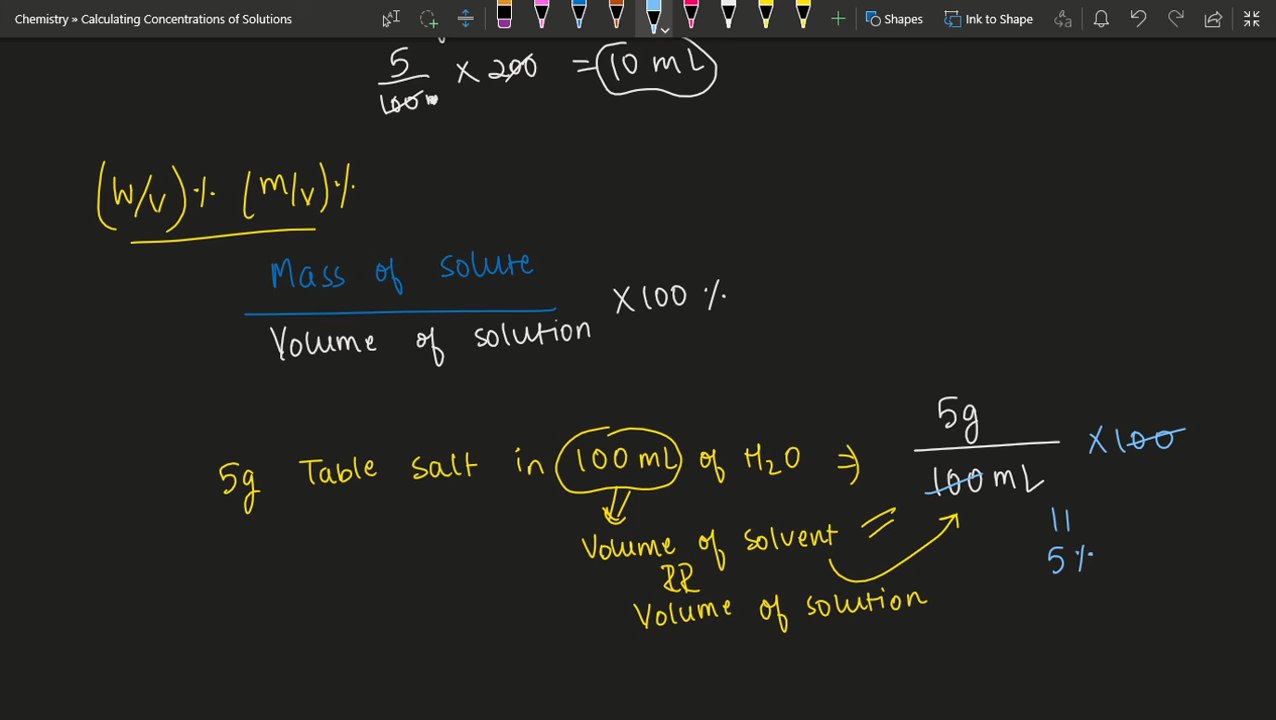 Chemistry » Calculating Concentrations of Solutions
Shapes
Ink to Shape
5/100 × 200 = 10 mL
(W/V)% (M/V)%
Mass of solute
× 100 %
Volume of solution
5g Table salt in 100 mL of H2O ⇒ 5g/100 mL × 100
Volume of solvent =
Volume of solution
||
5%